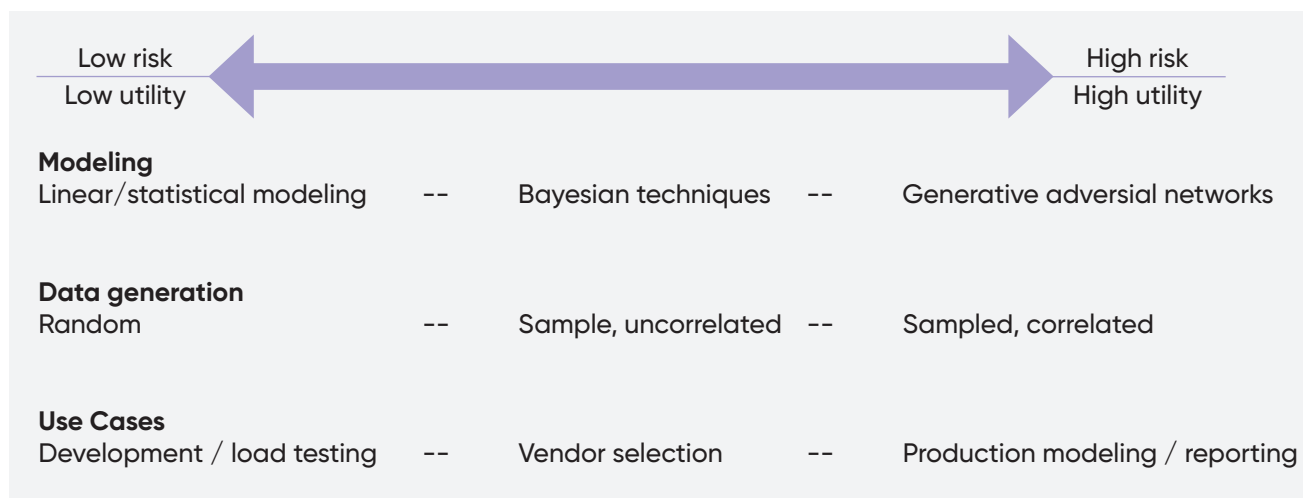 Low risk
Low utility
High risk
High utility
Modeling
Linear/statistical modeling -- Bayesian techniques -- Generative adversial networks
Data generation
Random -- Sample, uncorrelated -- Sampled, correlated
Use Cases
Development / load testing -- Vendor selection -- Production modeling / reporting